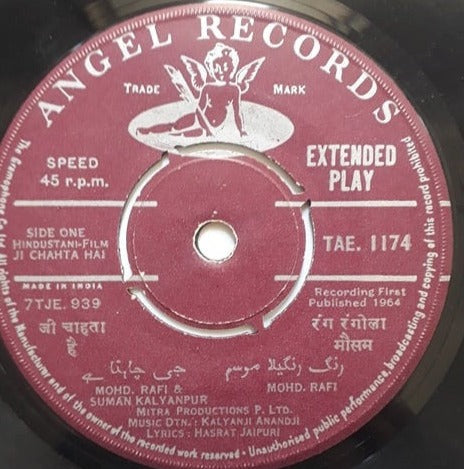 ANGEL RECORDS
TRADE MARK
SPEED
45 r.p.m.
EXTENDED
PLAY
SIDE ONE
HINDUSTANI-FILM
JI CHAHTA HAI
TAE. 1174
MADE IN INDIA
7TJE. 939
Recording First
Published 1964
जी चाहता
है
रंग रंगीला
मौसम
جی چاہتا ہے
رنگ رنگیلا موسم
MOHD. RAFI &
SUMAN KALYANPUR
MOHD. RAFI
MITRA PRODUCTIONS P. LTD.
MUSIC DTN.: KALYANJI ANANDJI
LYRICS: HASRAT JAIPURI
The Gramophone Co.
All rights of the Manufacturer and of the owner of the recorded work reserved - Unauthorised public performance, broadcasting and copying of this record prohibited